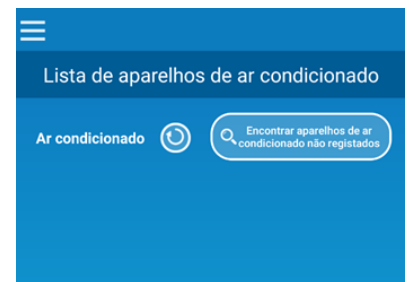 Lista de aparelhos de ar condicionado
Ar condicionado
Encontrar aparelhos de ar
condicionado não registados